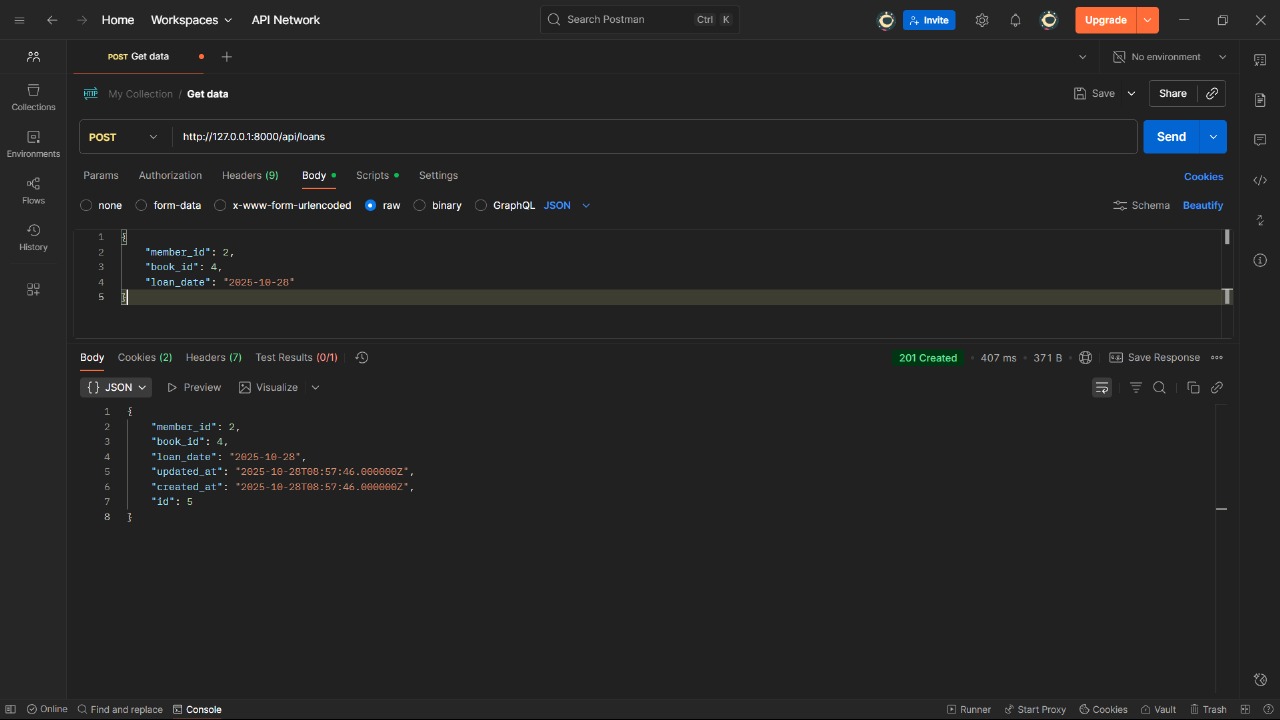 Home Workspaces API Network Search Postman Ctrl K Invite Upgrade
POST Get data No environment
HTTP My Collection / Get data Save Share
POST http://127.0.0.1:8000/api/loans Send
Params Authorization Headers (9) Body Scripts Settings Cookies
none form-data x-www-form-urlencoded raw binary GraphQL JSON Schema Beautify
1 {
2 "member_id": 2,
3 "book_id": 4,
4 "loan_date": "2025-10-28"
5 }
Body Cookies (2) Headers (7) Test Results (0/1) 201 Created 407 ms 371 B Save Response
{} JSON Preview Visualize
1 {
2 "member_id": 2,
3 "book_id": 4,
4 "loan_date": "2025-10-28",
5 "updated_at": "2025-10-28T08:57:46.000000Z",
6 "created_at": "2025-10-28T08:57:46.000000Z",
7 "id": 5
8 }
Collections
Environments
Flows
History
Online Find and replace Console Runner Start Proxy Cookies Vault Trash